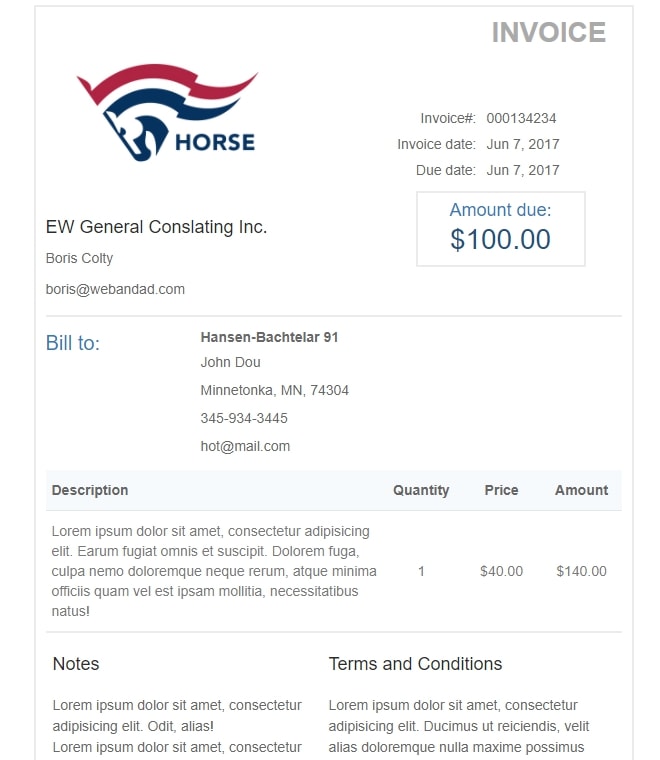 INVOICE
HORSE
Invoice#: 000134234
Invoice date: Jun 7, 2017
Due date: Jun 7, 2017
Amount due:
$100.00
EW General Conslating Inc.
Boris Colty
boris@webandad.com
Bill to:
Hansen-Bachtelar 91
John Dou
Minnetonka, MN, 74304
345-934-3445
hot@mail.com
Description Quantity Price Amount
Lorem ipsum dolor sit amet, consectetur adipisicing
elit. Earum fugiat omnis et suscipit. Dolorem fuga,
culpa nemo doloremque neque rerum, atque minima
officiis quam vel est ipsam mollitia, necessitatibus
natus!
1 $40.00 $140.00
Notes
Lorem ipsum dolor sit amet, consectetur
adipisicing elit. Odit, alias!
Lorem ipsum dolor sit amet, consectetur
Terms and Conditions
Lorem ipsum dolor sit amet, consectetur
adipisicing elit. Ducimus ut reiciendis, velit
alias doloremque nulla maxime possimus